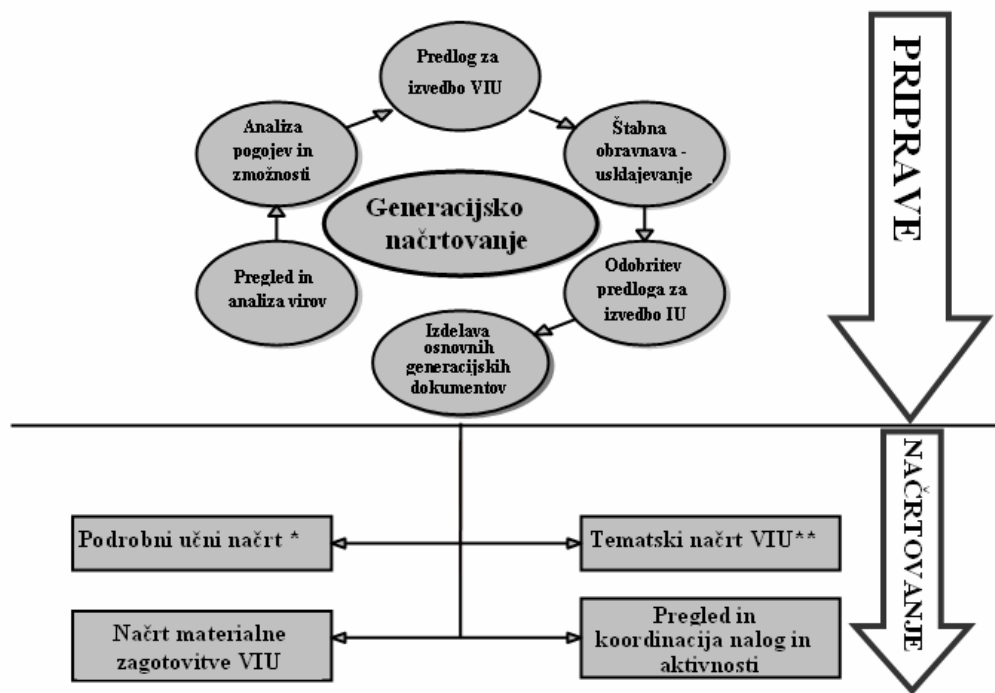 Predlog za
izvedbo VIU
Analiza
pogojev in
zmožnosti
Štabna
obravnava -
usklajevanje
Generacijsko
načrtovanje
Pregled in
analiza virov
Odobritev
predloga za
izvedbo IU
Izdelava
osnovnih
generacijskih
dokumentov
PRIPRAVE
Podrobni učni načrt *
Tematski načrt VIU**
Načrt materialne
zagotovitve VIU
Pregled in
koordinacija nalog in
aktivnosti
NAČRTOVANJE